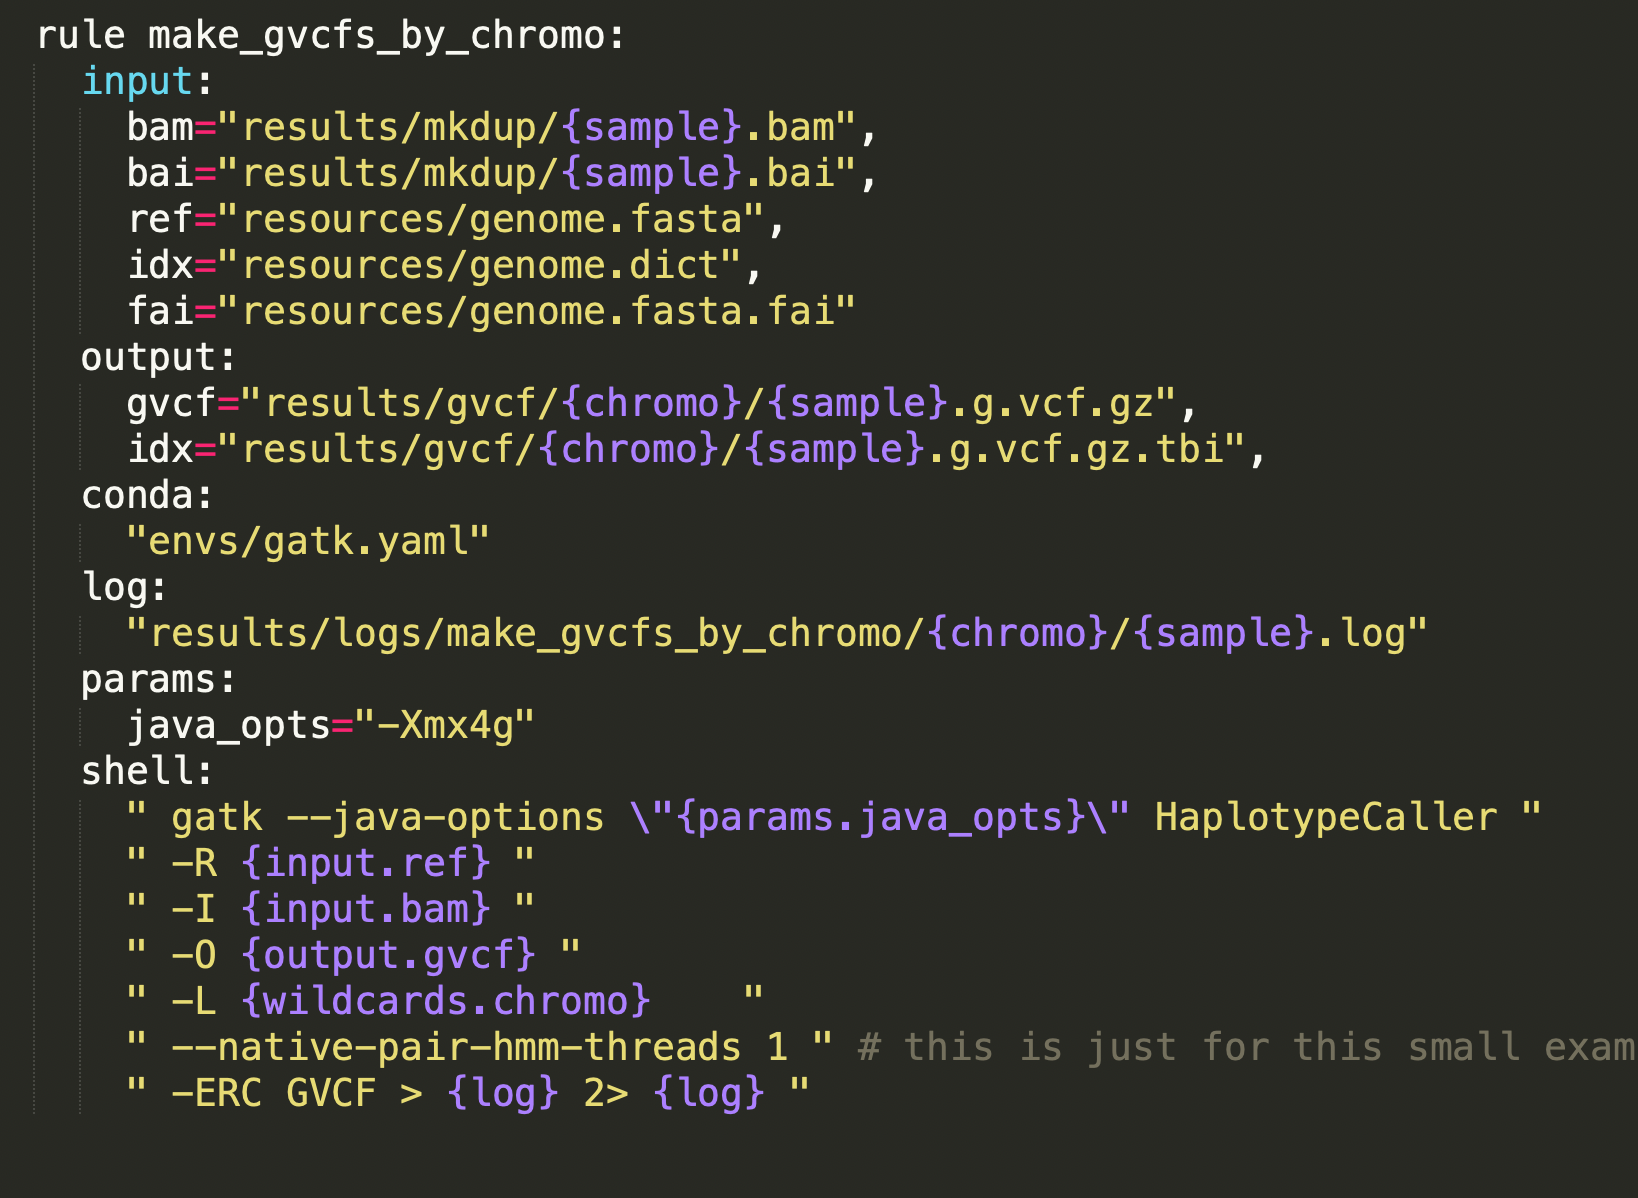 rule make_gvcfs_by_chromo:
  input:
    bam="results/mkdup/{sample}.bam",
    bai="results/mkdup/{sample}.bai",
    ref="resources/genome.fasta",
    idx="resources/genome.dict",
    fai="resources/genome.fasta.fai"
  output:
    gvcf="results/gvcf/{chromo}/{sample}.g.vcf.gz",
    idx="results/gvcf/{chromo}/{sample}.g.vcf.gz.tbi",
  conda:
    "envs/gatk.yaml"
  log:
    "results/logs/make_gvcfs_by_chromo/{chromo}/{sample}.log"
  params:
    java_opts="-Xmx4g"
  shell:
    " gatk --java-options \"{params.java_opts}\" HaplotypeCaller "
    " -R {input.ref} "
    " -I {input.bam} "
    " -O {output.gvcf} "
    " -L {wildcards.chromo}    "
    " --native-pair-hmm-threads 1 " # this is just for this small exam
    " -ERC GVCF > {log} 2> {log} "